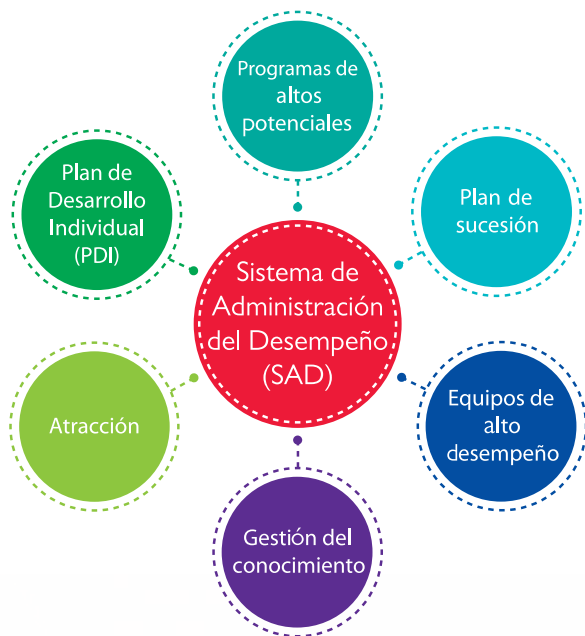 Programas de
altos
potenciales
Plan de
Desarrollo
Individual
(PDI)
Plan de
sucesión
Sistema de
Administración
del Desempeño
(SAD)
Atracción
Equipos de
alto
desempeño
Gestión del
conocimiento